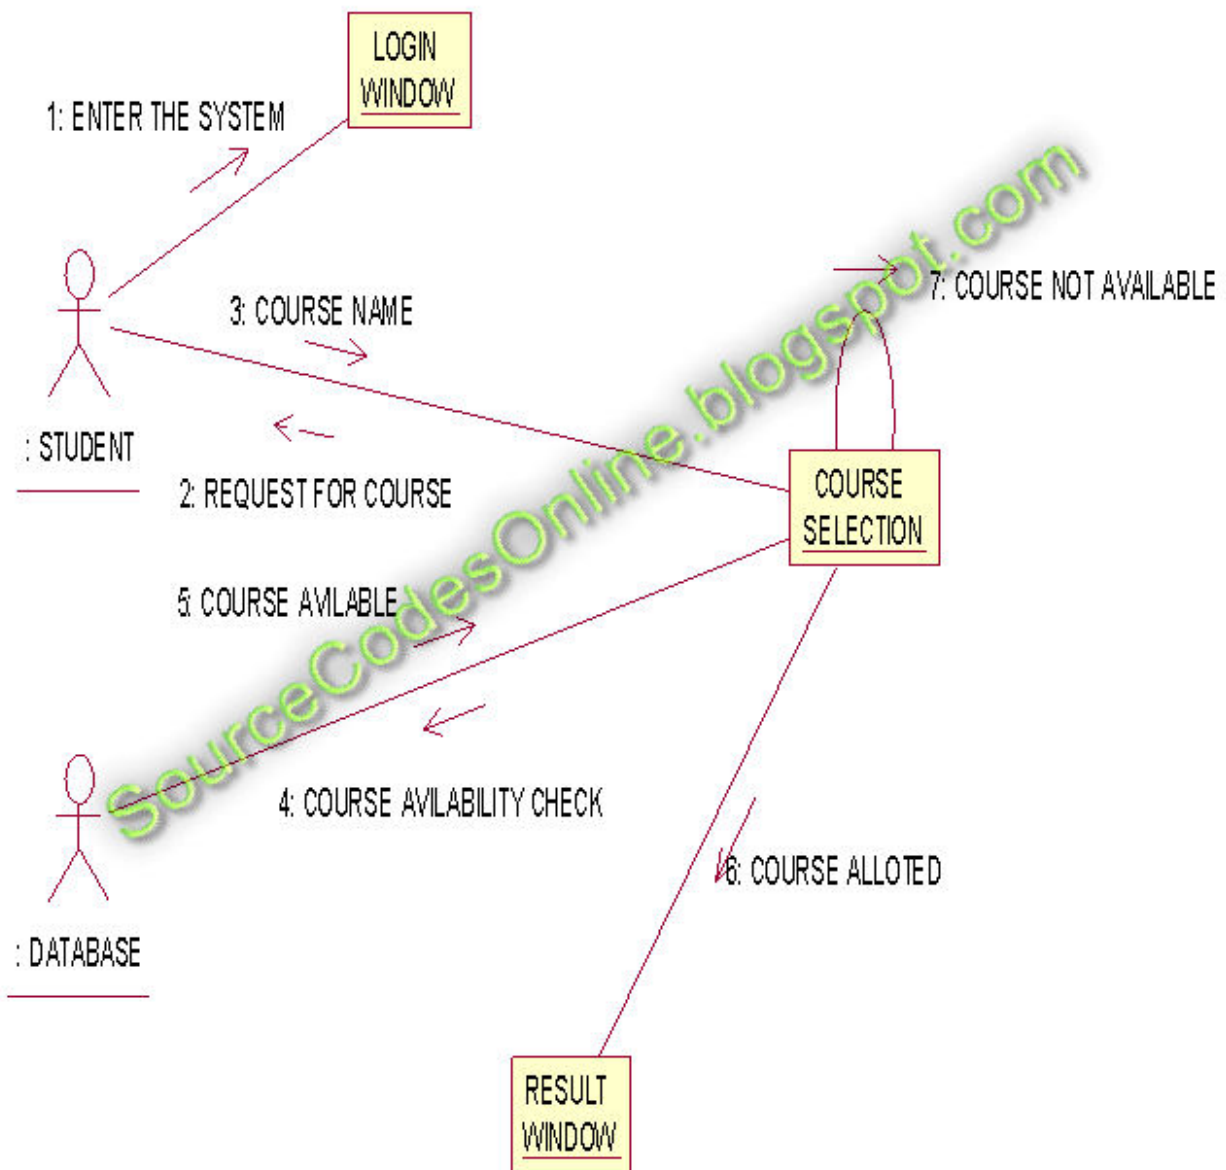 LOGIN
WINDOW
1: ENTER THE SYSTEM
7: COURSE NOT AVAILABLE
3: COURSE NAME
: STUDENT
2: REQUEST FOR COURSE
COURSE
SELECTION
5: COURSE AVILABLE
4: COURSE AVILABILITY CHECK
6: COURSE ALLOTED
: DATABASE
RESULT
WINDOW
SourceCodesOnline.blogspot.com